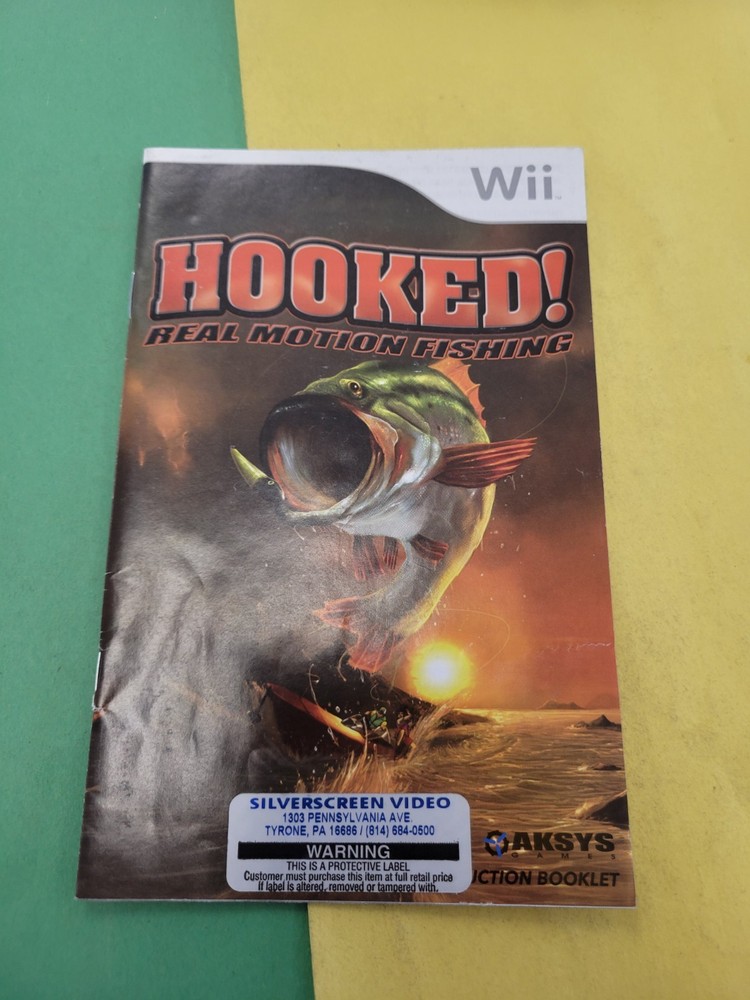 Wii
HOOKED!
REAL MOTION FISHING
SILVERSCREEN VIDEO
1303 PENNSYLVANIA AVE.
TYRONE, PA 16686 / (814) 684-0500
WARNING
THIS IS A PROTECTIVE LABEL
Customer must purchase this item at full retail price
If label is altered, removed or tampered with.
AKSYS
GAMES
CTION BOOKLET